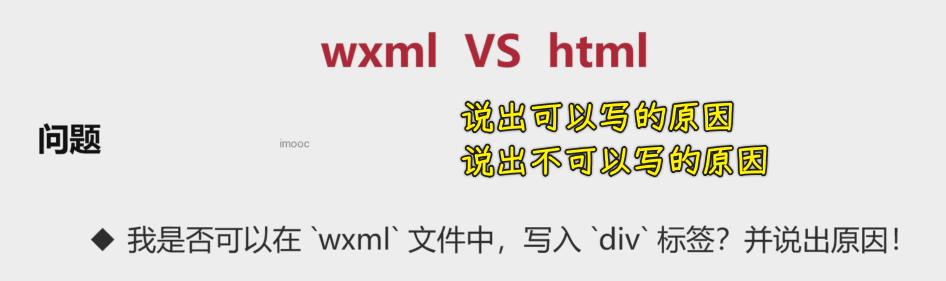 wxml VS html
说出可以写的原因
问题
imooc
说出不可以写的原因
◆ 我是否可以在 `wxml` 文件中，写入 `div` 标签？并说出原因！